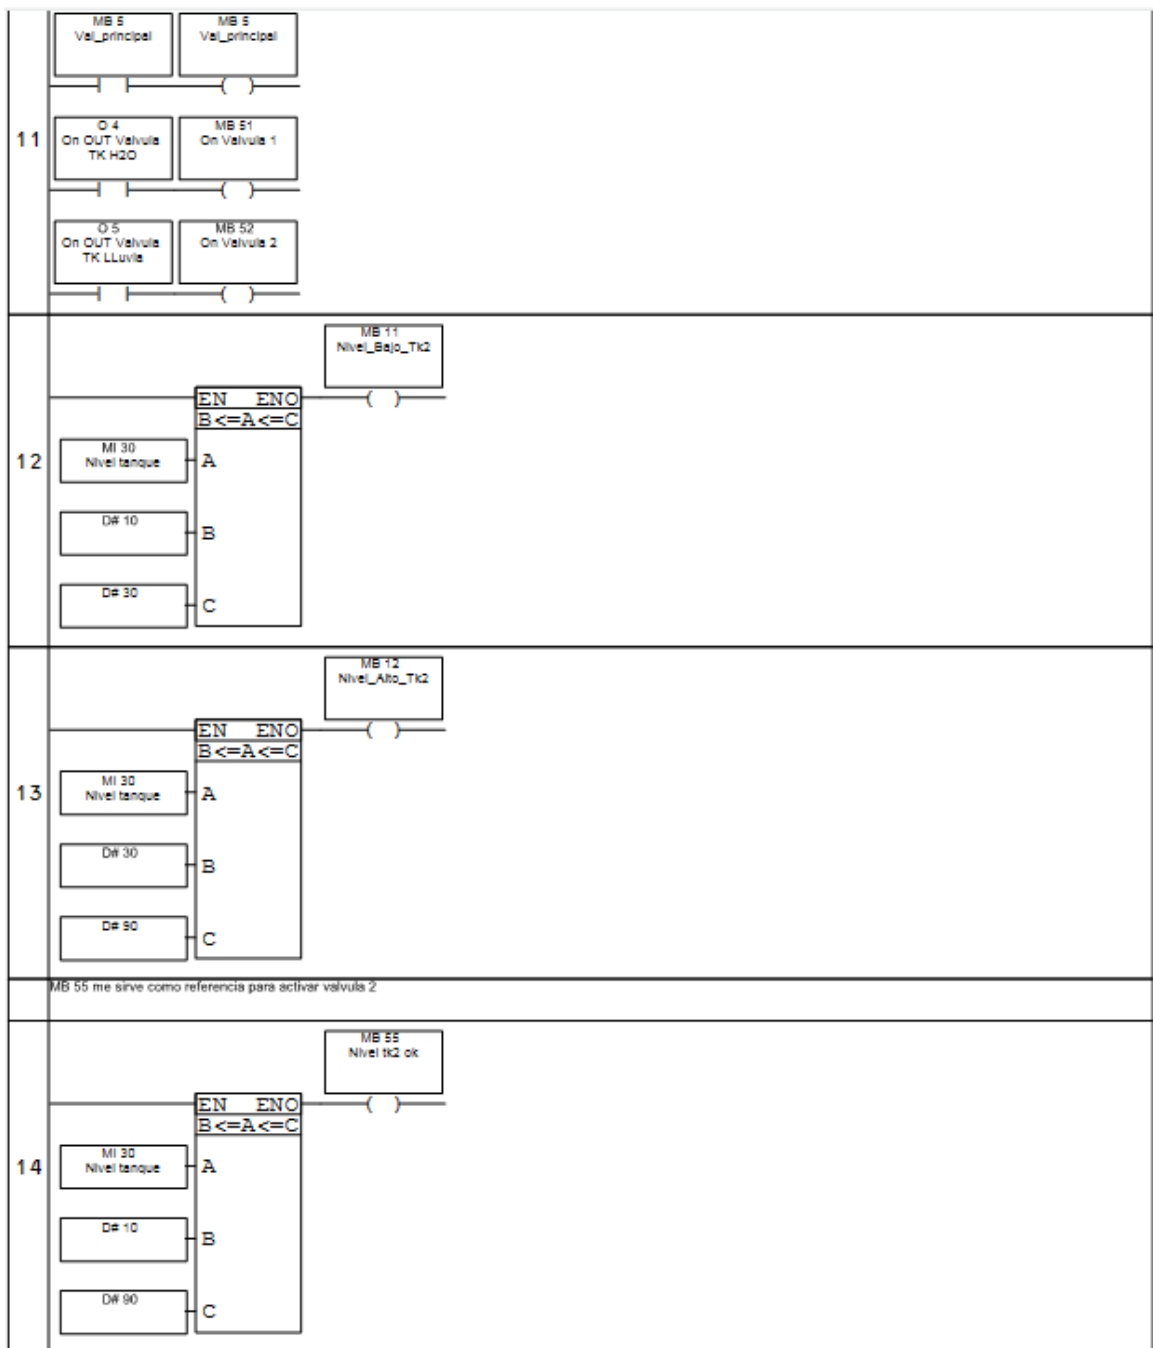 MB 5
Val_principal
MB 5
Val_principal
11
O 4
On OUT Valvula
TK H2O
MB 51
On Valvula 1
O 5
On OUT Valvula
TK LLuvia
MB 52
On Valvula 2
MB 11
Nivel_Bajo_Tk2
EN ENO
B<=A<=C
12
MI 30
Nivel tanque
A
D# 10
B
D# 30
C
MB 12
Nivel_Alto_Tk2
EN ENO
B<=A<=C
13
MI 30
Nivel tanque
A
D# 30
B
D# 90
C
MB 55 me sirve como referencia para activar valvula 2
MB 55
Nivel tk2 ok
EN ENO
B<=A<=C
14
MI 30
Nivel tanque
A
D# 10
B
D# 90
C